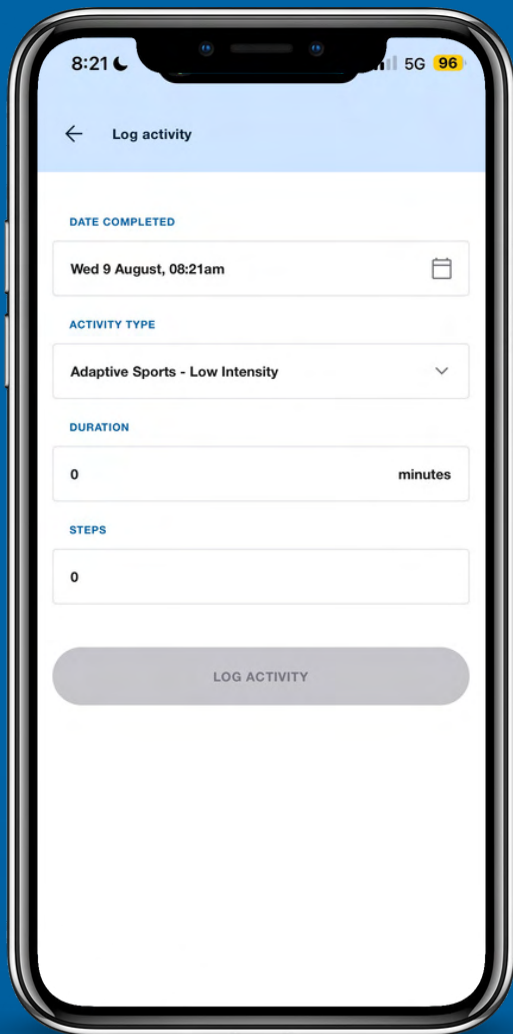 8:21
5G 96
Log activity
DATE COMPLETED
Wed 9 August, 08:21am
ACTIVITY TYPE
Adaptive Sports - Low Intensity
DURATION
0 minutes
STEPS
0
LOG ACTIVITY